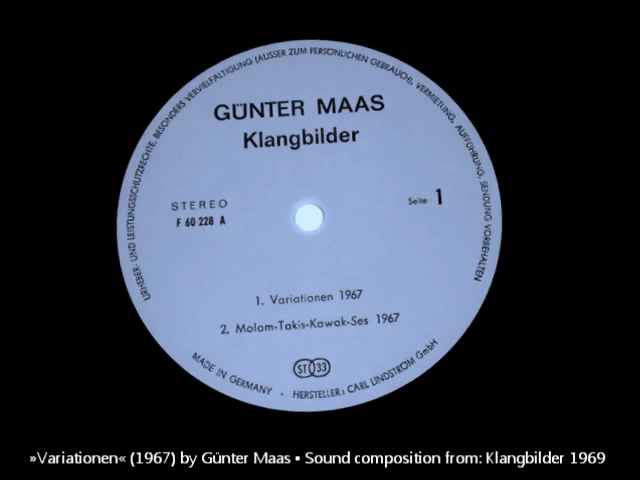 URHEBER- UND LEISTUNGSSCHUTZRECHTE, BESONDERS VERVIELFÄLTIGUNG (AUSSER ZUM PERSÖNLICHEN GEBRAUCH), VERMIETUNG, AUFFÜHRUNG, SENDUNG VORBEHALTEN
GÜNTER MAAS
Klangbilder
STEREO
F 60 228 A
Seite 1
1. Variationen 1967
2. Molom-Takis-Kawak-Ses 1967
ST 33
MADE IN GERMANY · HERSTELLER: CARL LINDSTRÖM GmbH
»Variationen« (1967) by Günter Maas ▪ Sound composition from: Klangbilder 1969